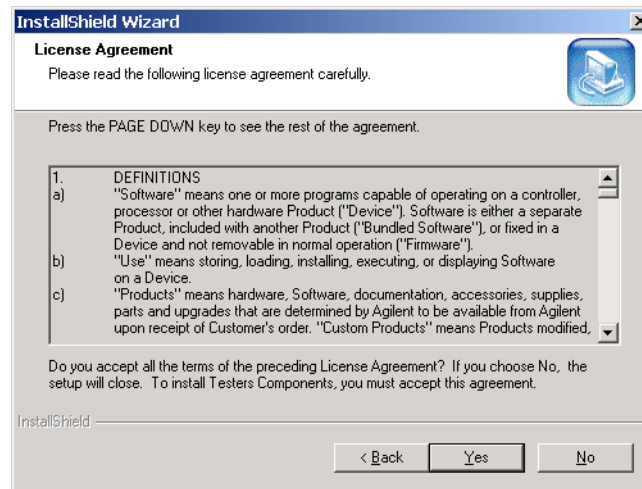 InstallShield Wizard
License Agreement
Please read the following license agreement carefully.
Press the PAGE DOWN key to see the rest of the agreement.
1. DEFINITIONS
a) "Software" means one or more programs capable of operating on a controller,
processor or other hardware Product ("Device"). Software is either a separate
Product, included with another Product ("Bundled Software"), or fixed in a
Device and not removable in normal operation ("Firmware").
b) "Use" means storing, loading, installing, executing, or displaying Software
on a Device.
c) "Products" means hardware, Software, documentation, accessories, supplies,
parts and upgrades that are determined by Agilent to be available from Agilent
upon receipt of Customer's order. "Custom Products" means Products modified,
Do you accept all the terms of the preceding License Agreement? If you choose No, the
setup will close. To install Testers Components, you must accept this agreement.
InstallShield
< Back Yes No